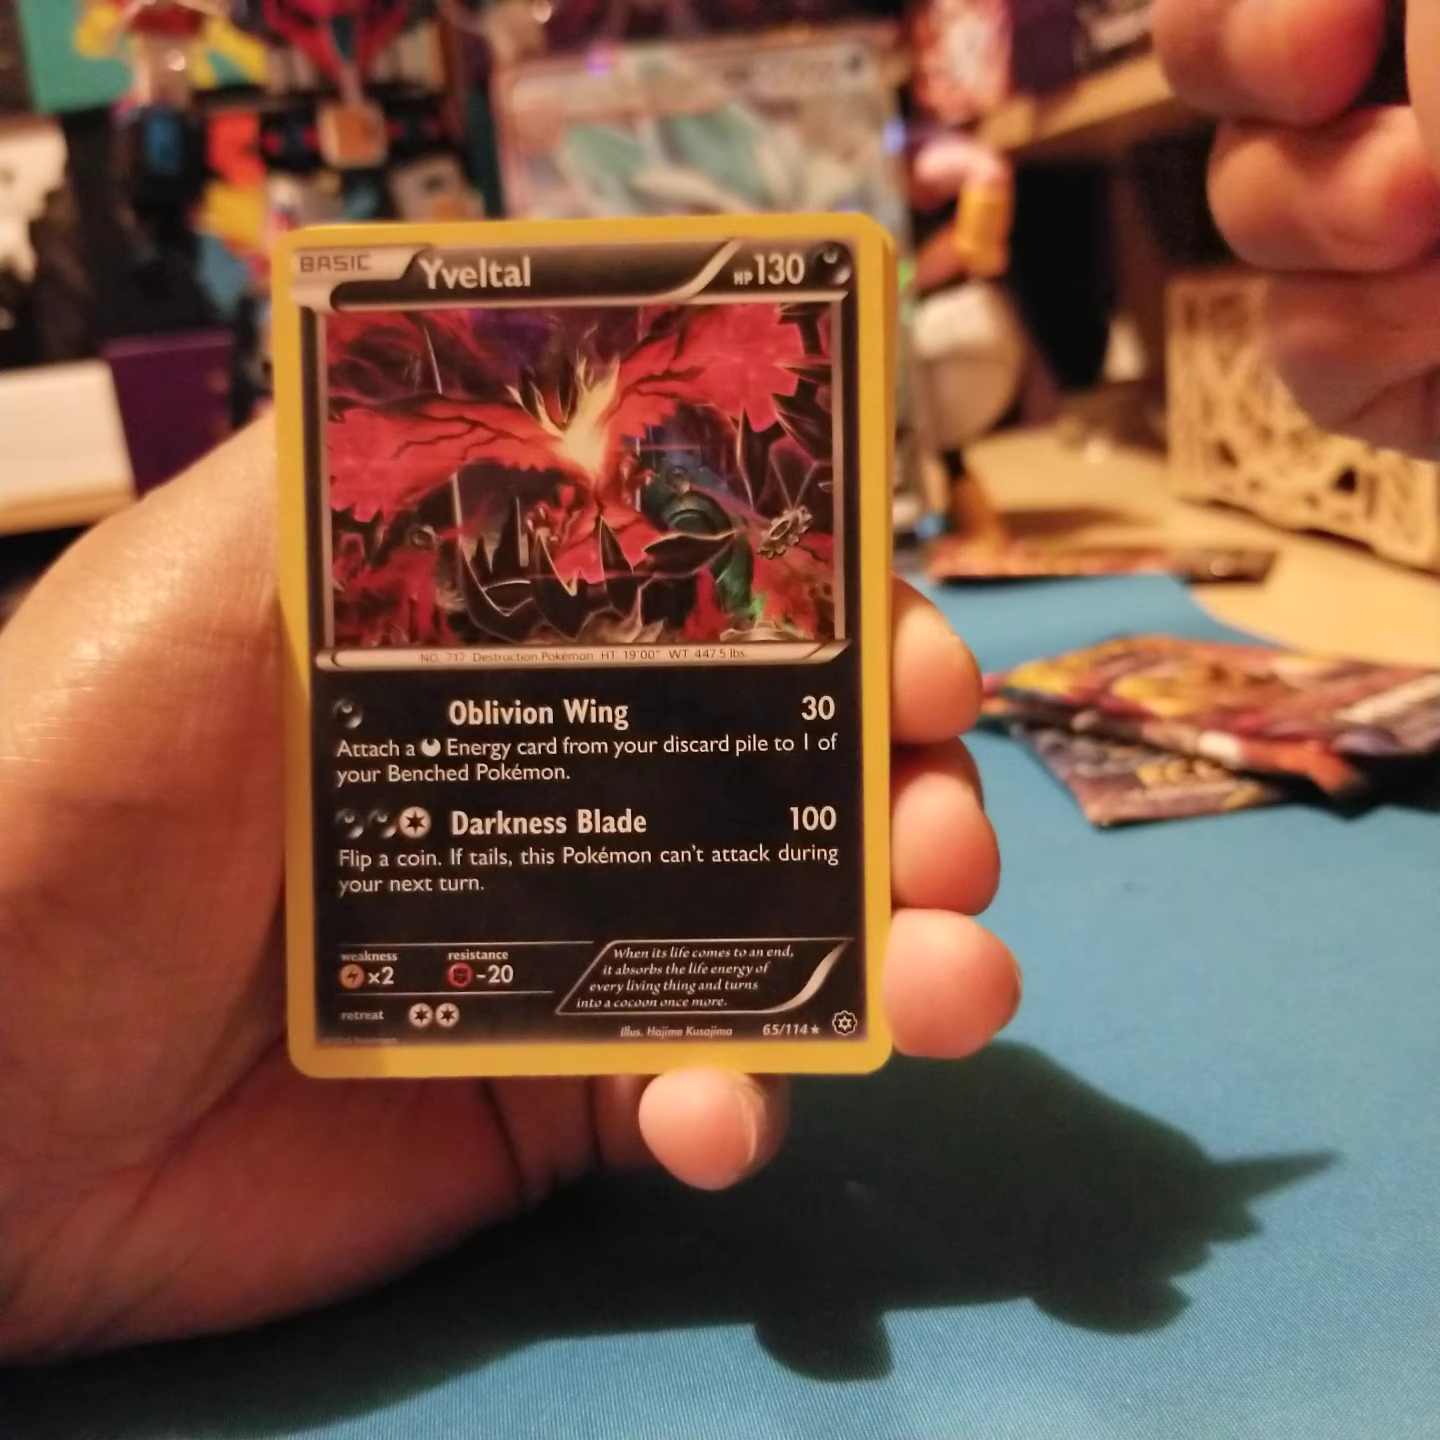 BASIC Yveltal HP 130
NO. 717 Destruction Pokémon HT: 19'00" WT: 447.5 lbs.
Oblivion Wing 30
Attach a Energy card from your discard pile to 1 of
your Benched Pokémon.
Darkness Blade 100
Flip a coin. If tails, this Pokémon can't attack during
your next turn.
weakness resistance
×2 -20
retreat
When its life comes to an end,
it absorbs the life energy of
every living thing and turns
into a cocoon once more.
Illus. Hajime Kusajima 65/114★
Pokémon